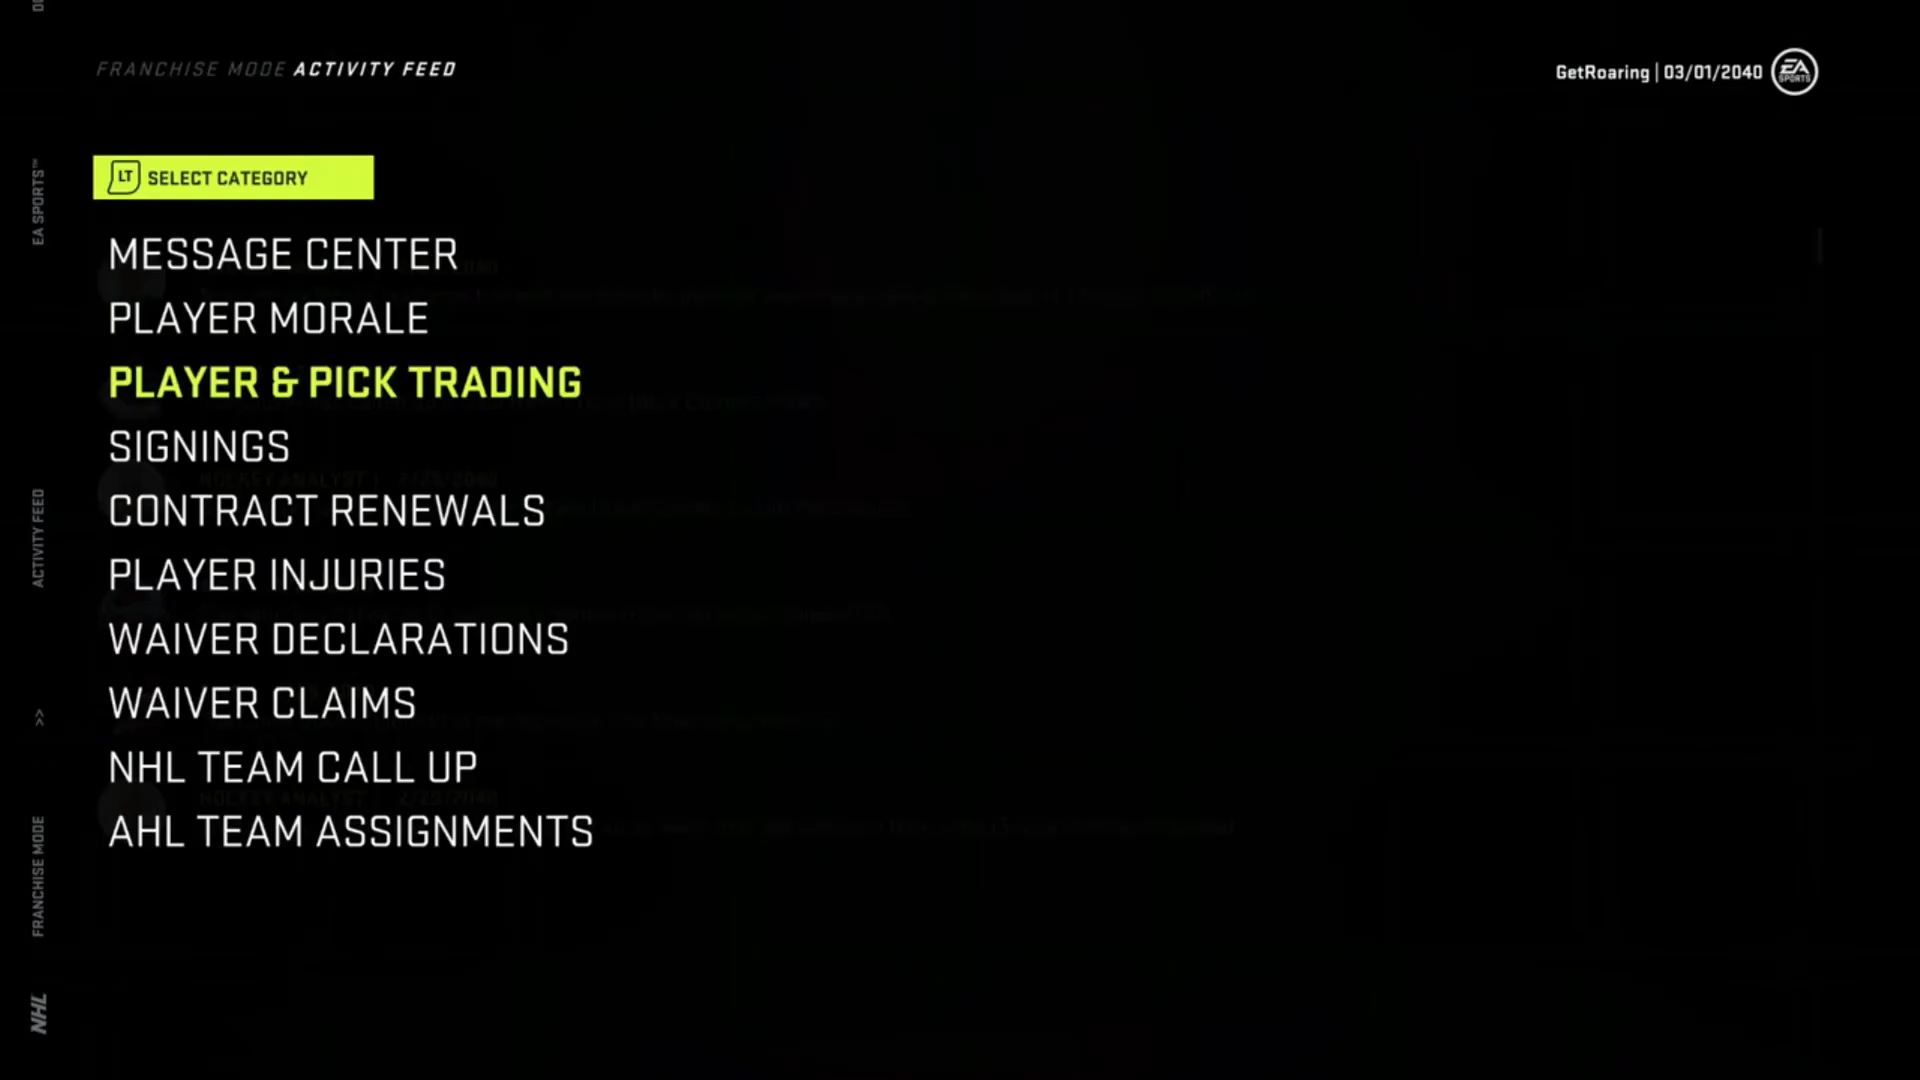 FRANCHISE MODE ACTIVITY FEED
GetRoaring | 03/01/2040
EA SPORTS
LT SELECT CATEGORY
MESSAGE CENTER
PLAYER MORALE
PLAYER & PICK TRADING
SIGNINGS
CONTRACT RENEWALS
PLAYER INJURIES
WAIVER DECLARATIONS
WAIVER CLAIMS
NHL TEAM CALL UP
AHL TEAM ASSIGNMENTS
NHL
FRANCHISE MODE
>>
ACTIVITY FEED
EA SPORTS™